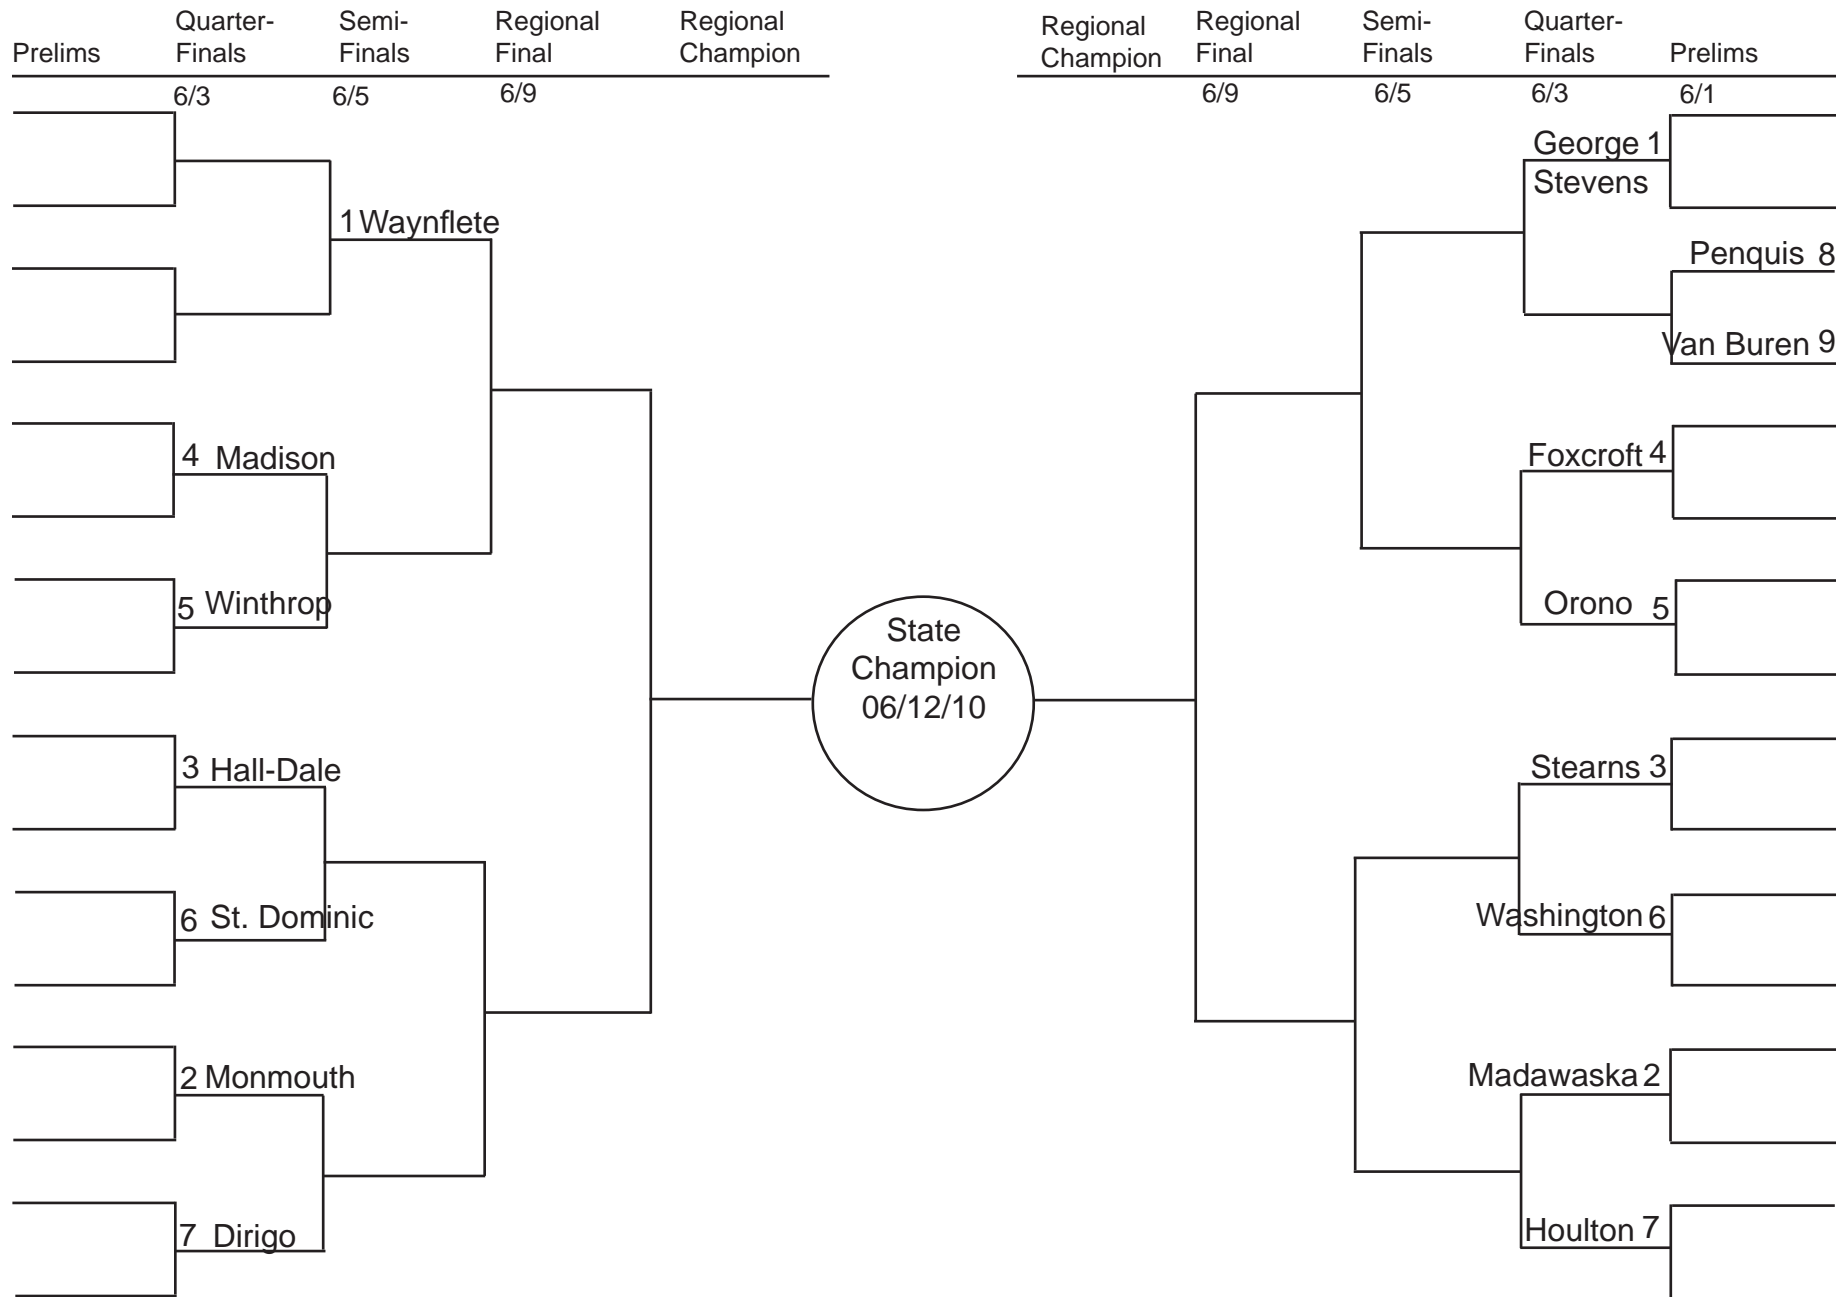 Prelims
Quarter-
Finals
Semi-
Finals
Regional
Final
Regional
Champion
6/3
6/5
6/9
1 Waynflete
4 Madison
5 Winthrop
3 Hall-Dale
6 St. Dominic
2 Monmouth
7 Dirigo
State
Champion
06/12/10
Regional
Champion
Regional
Final
Semi-
Finals
Quarter-
Finals
Prelims
6/9
6/5
6/3
6/1
George 1
Stevens
Penquis 8
Van Buren 9
Foxcroft 4
Orono 5
Stearns 3
Washington 6
Madawaska 2
Houlton 7